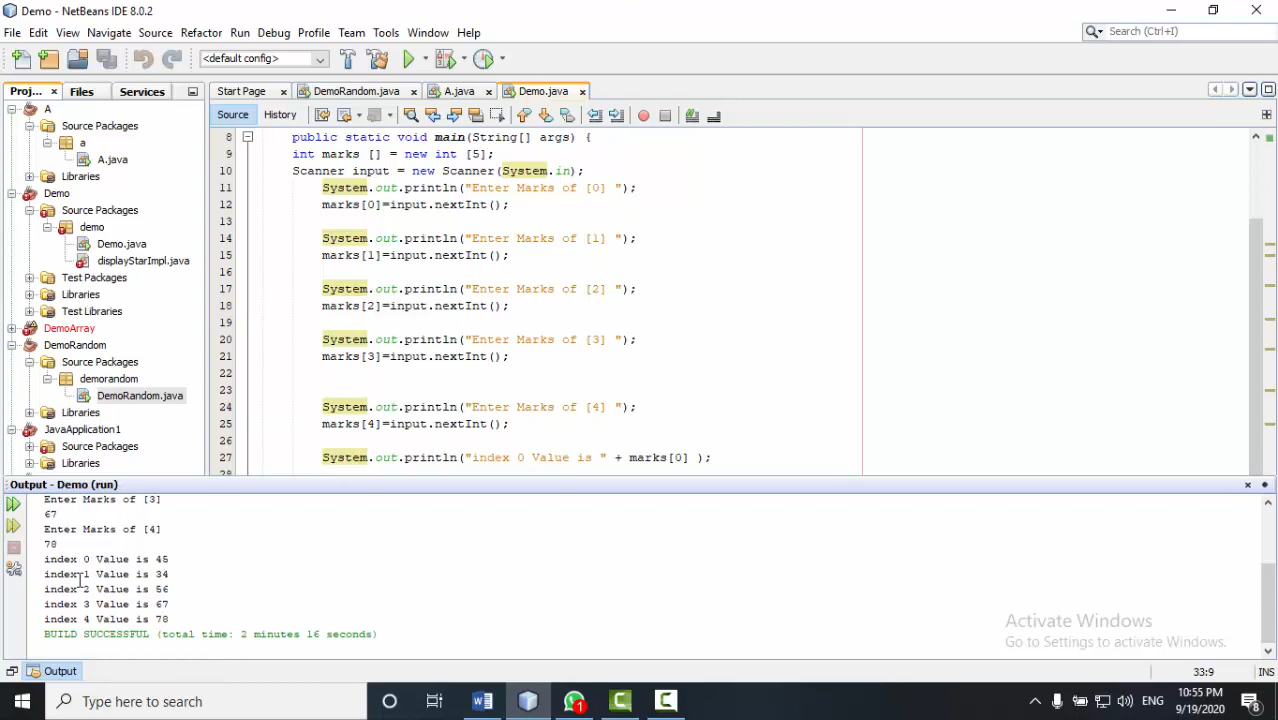 Demo - NetBeans IDE 8.0.2
File Edit View Navigate Source Refactor Run Debug Profile Team Tools Window Help
Search (Ctrl+I)
<default config>
Proj... Files Services
Start Page DemoRandom.java A.java Demo.java
Source History
A
Source Packages
a
A.java
Libraries
Demo
Source Packages
demo
Demo.java
displayStarImpl.java
Test Packages
Libraries
Test Libraries
DemoArray
DemoRandom
Source Packages
demorandom
DemoRandom.java
Libraries
JavaApplication1
Source Packages
Libraries
8 public static void main(String[] args) {
9 int marks [] = new int [5];
10 Scanner input = new Scanner(System.in);
11 System.out.println("Enter Marks of [0] ");
12 marks[0]=input.nextInt();
13
14 System.out.println("Enter Marks of [1] ");
15 marks[1]=input.nextInt();
16
17 System.out.println("Enter Marks of [2] ");
18 marks[2]=input.nextInt();
19
20 System.out.println("Enter Marks of [3] ");
21 marks[3]=input.nextInt();
22
23
24 System.out.println("Enter Marks of [4] ");
25 marks[4]=input.nextInt();
26
27 System.out.println("index 0 Value is " + marks[0] );
28
Output - Demo (run)
Enter Marks of [3]
67
Enter Marks of [4]
78
index 0 Value is 45
index 1 Value is 34
index 2 Value is 56
index 3 Value is 67
index 4 Value is 78
BUILD SUCCESSFUL (total time: 2 minutes 16 seconds)
Activate Windows
Go to Settings to activate Windows.
Output
33:9 INS
Type here to search
1
ENG
10:55 PM
9/19/2020
8